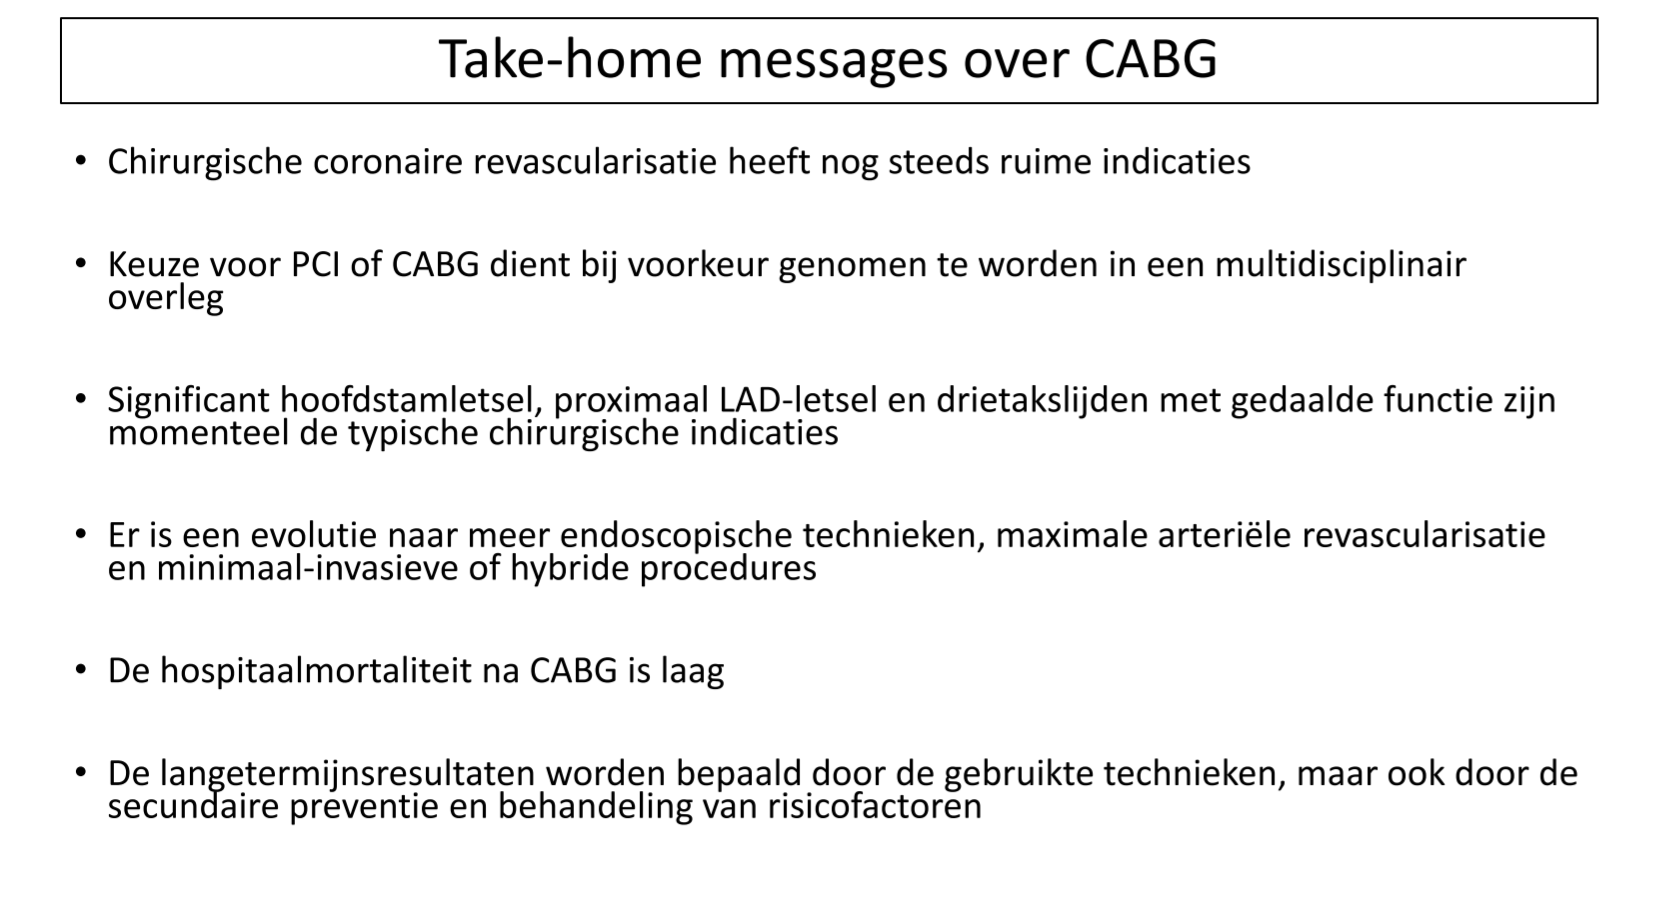 Take-home messages over CABG
• Chirurgische coronaire revascularisatie heeft nog steeds ruime indicaties
• Keuze voor PCI of CABG dient bij voorkeur genomen te worden in een multidisciplinair
overleg
• Significant hoofdstamletsel, proximaal LAD-letsel en drietakslijden met gedaalde functie zijn
momenteel de typische chirurgische indicaties
• Er is een evolutie naar meer endoscopische technieken, maximale arteriële revascularisatie
en minimaal-invasieve of hybride procedures
• De hospitaalmortaliteit na CABG is laag
• De langetermijnsresultaten worden bepaald door de gebruikte technieken, maar ook door de
secundaire preventie en behandeling van risicofactoren